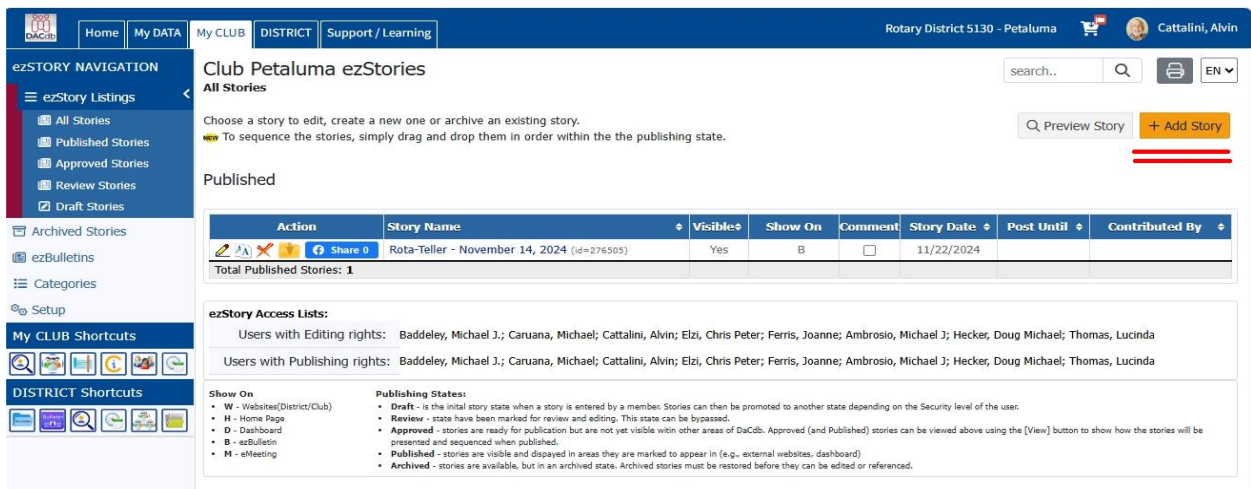 DACdb
Home
My DATA
My CLUB
DISTRICT
Support / Learning
Rotary District 5130 - Petaluma
Cattalini, Alvin
ezSTORY NAVIGATION
ezStory Listings
All Stories
Published Stories
Approved Stories
Review Stories
Draft Stories
Archived Stories
ezBulletins
Categories
Setup
My CLUB Shortcuts
DISTRICT Shortcuts
Club Petaluma ezStories
All Stories
search..
EN
Choose a story to edit, create a new one or archive an existing story.
NEW To sequence the stories, simply drag and drop them in order within the the publishing state.
Preview Story
+ Add Story
Published
Action Story Name Visible Show On Comment Story Date Post Until Contributed By
Share 0 Rota-Teller - November 14, 2024 (id=276505) Yes B 11/22/2024
Total Published Stories: 1
ezStory Access Lists:
Users with Editing rights: Baddeley, Michael J.; Caruana, Michael; Cattalini, Alvin; Elzi, Chris Peter; Ferris, Joanne; Ambrosio, Michael J; Hecker, Doug Michael; Thomas, Lucinda
Users with Publishing rights: Baddeley, Michael J.; Caruana, Michael; Cattalini, Alvin; Elzi, Chris Peter; Ferris, Joanne; Ambrosio, Michael J; Hecker, Doug Michael; Thomas, Lucinda
Show On
• W - Websites(District/Club)
• H - Home Page
• D - Dashboard
• B - ezBulletin
• M - eMeeting
Publishing States:
• Draft - is the inital story state when a story is entered by a member. Stories can then be promoted to another state depending on the Security level of the user.
• Review - state have been marked for review and editing. This state can be bypassed.
• Approved - stories are ready for publication but are not yet visible witin other areas of DaCdb. Approved (and Published) stories can be viewed above using the [View] button to show how the stories will be
presented and sequenced when published.
• Published - stories are visible and dispayed in areas they are marked to appear in (e.g., external websites, dashboard)
• Archived - stories are available, but in an archived state. Archived stories must be restored before they can be edited or referenced.